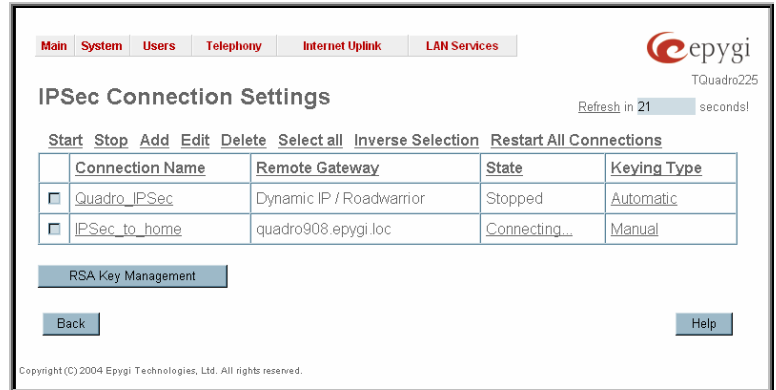 Main System Users Telephony Internet Uplink LAN Services
epygi
TQuadro225
IPSec Connection Settings
Refresh in 21 seconds!
Start Stop Add Edit Delete Select all Inverse Selection Restart All Connections
Connection Name Remote Gateway State Keying Type
Quadro_IPSec Dynamic IP / Roadwarrior Stopped Automatic
IPSec_to_home quadro908.epygi.loc Connecting... Manual
RSA Key Management
Back Help
Copyright (C) 2004 Epygi Technologies, Ltd. All rights reserved.